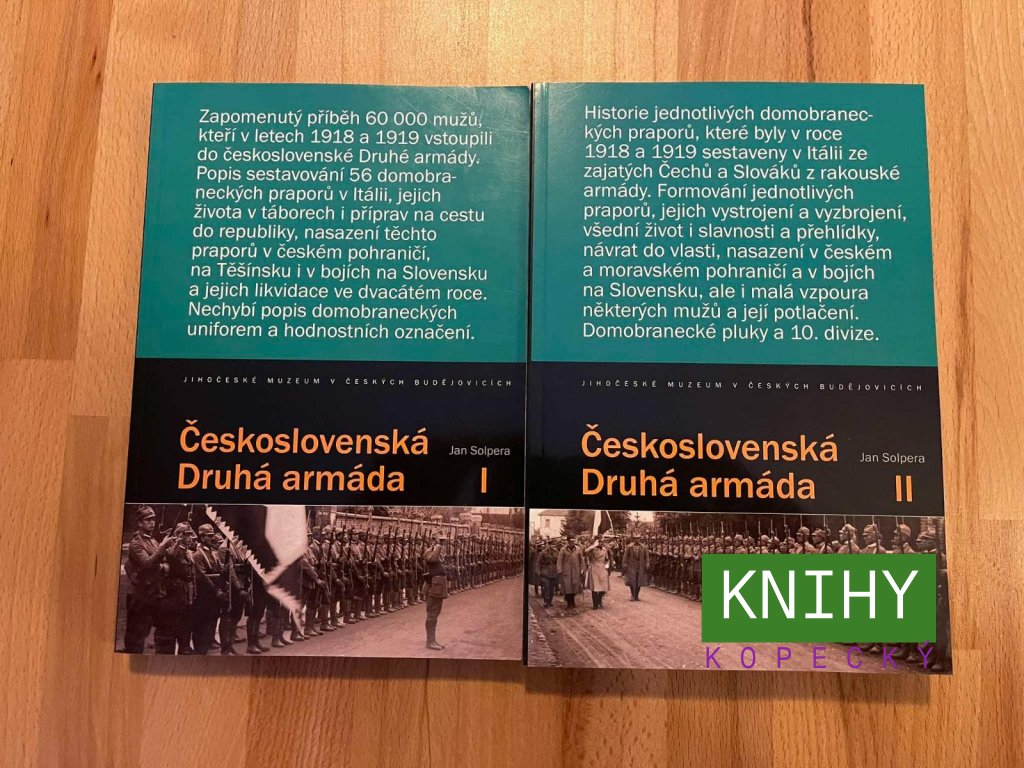 Zapomenutý příběh 60 000 mužů,
kteří v letech 1918 a 1919 vstoupili
do československé Druhé armády.
Popis sestavování 56 domobra-
neckých praporů v Itálii, jejich
života v táborech i příprav na cestu
do republiky, nasazení těchto
praporů v českém pohraničí,
na Těšínsku i v bojích na Slovensku
a jejich likvidace ve dvacátém roce.
Nechybí popis domobraneckých
uniforem a hodnostních označení.
JIHOČESKÉ MUZEUM V ČESKÝCH BUDĚJOVICÍCH
Československá
Jan Solpera
Druhá armáda I
Historie jednotlivých domobranec-
kých praporů, které byly v roce
1918 a 1919 sestaveny v Itálii ze
zajatých Čechů a Slováků z rakouské
armády. Formování jednotlivých
praporů, jejich vystrojení a vyzbrojení,
všední život i slavnosti a přehlídky,
návrat do vlasti, nasazení v českém
a moravském pohraničí a v bojích
na Slovensku, ale i malá vzpoura
některých mužů a její potlačení.
Domobranecké pluky a 10. divize.
JIHOČESKÉ MUZEUM V ČESKÝCH BUDĚJOVICÍCH
Československá
Jan Solpera
Druhá armáda II
KNIHY
KOPECKÝ